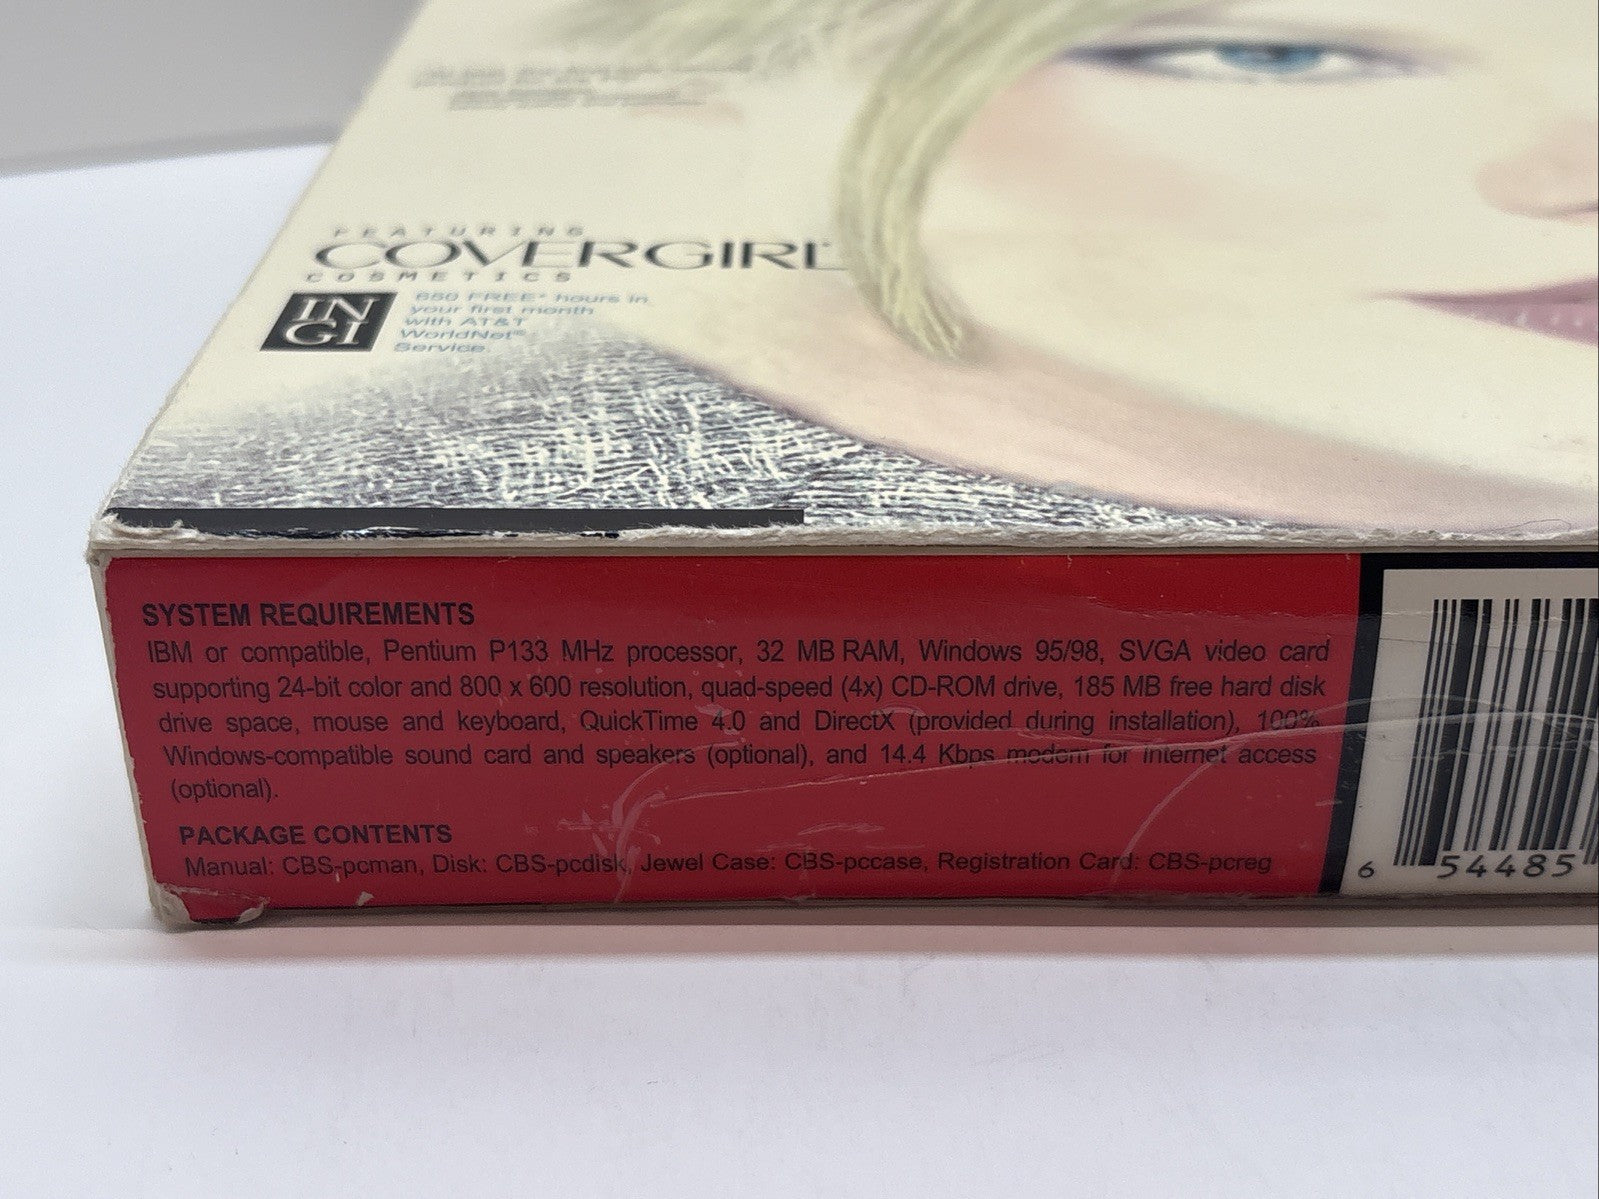 FEATURING
COVERGIRL
COSMETICS
IN
GI
650 FREE* hours in
your first month
with AT&T
WorldNet®
Service.
SYSTEM REQUIREMENTS
IBM or compatible, Pentium P133 MHz processor, 32 MB RAM, Windows 95/98, SVGA video card
supporting 24-bit color and 800 x 600 resolution, quad-speed (4x) CD-ROM drive, 185 MB free hard disk
drive space, mouse and keyboard, QuickTime 4.0 and DirectX (provided during installation), 100%
Windows-compatible sound card and speakers (optional), and 14.4 Kbps modem for Internet access
(optional).
PACKAGE CONTENTS
Manual: CBS-pcman, Disk: CBS-pcdisk, Jewel Case: CBS-pccase, Registration Card: CBS-pcreg
6 54485